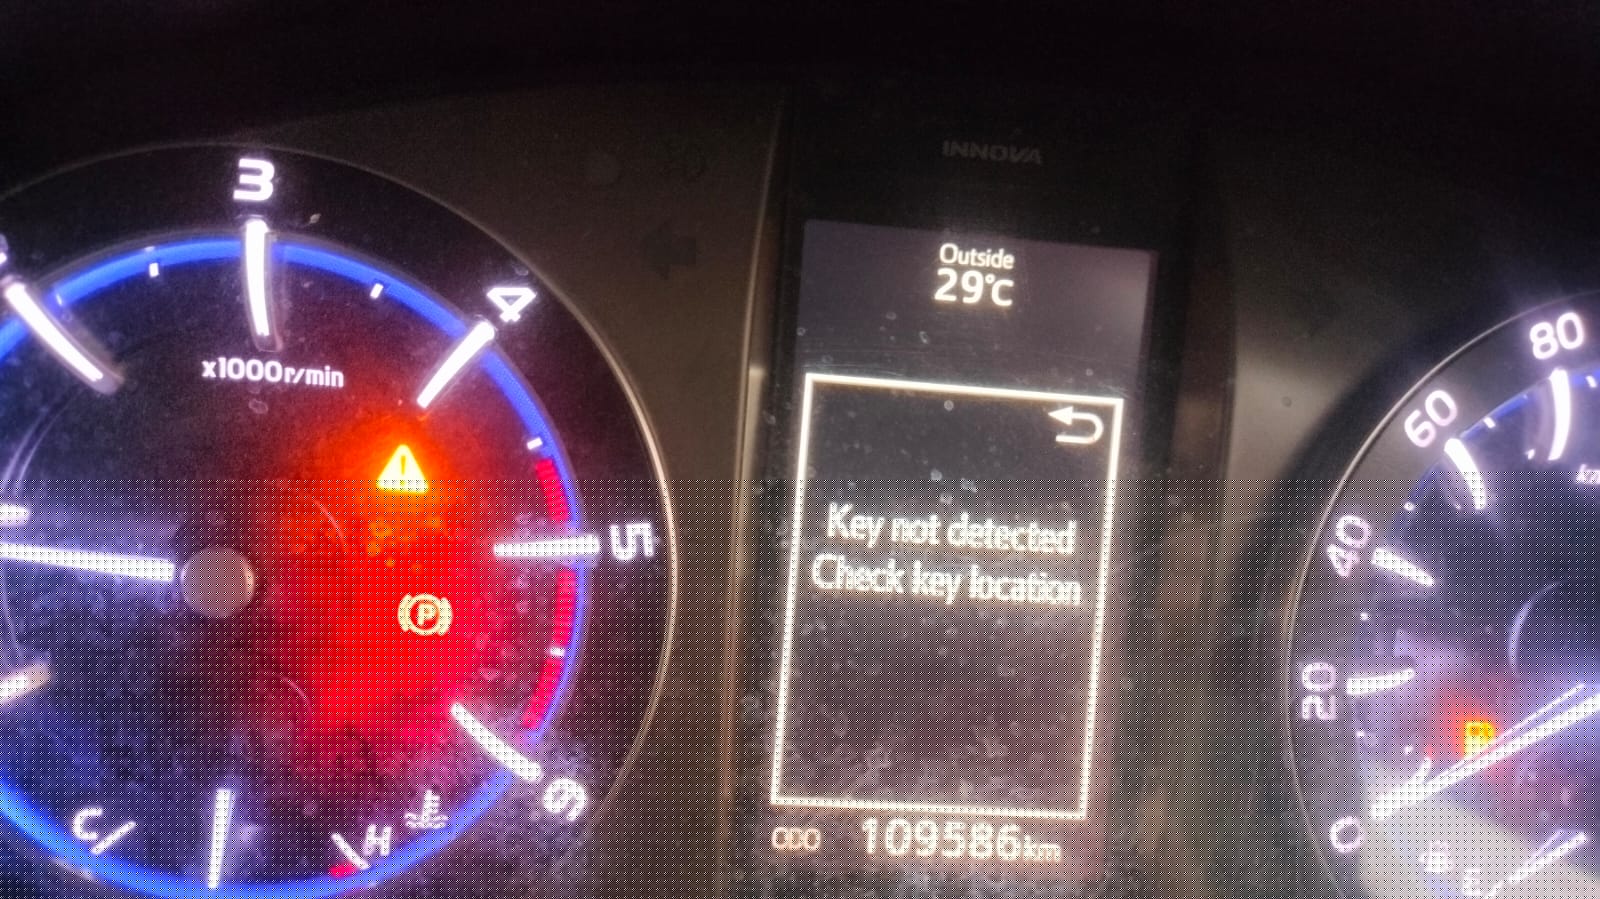 INNOVA
Outside
29°C
Key not detected
Check key location
ODO 109586km
3
4
5
6
x1000r/min
P
C
H
80
60
40
20
0
E